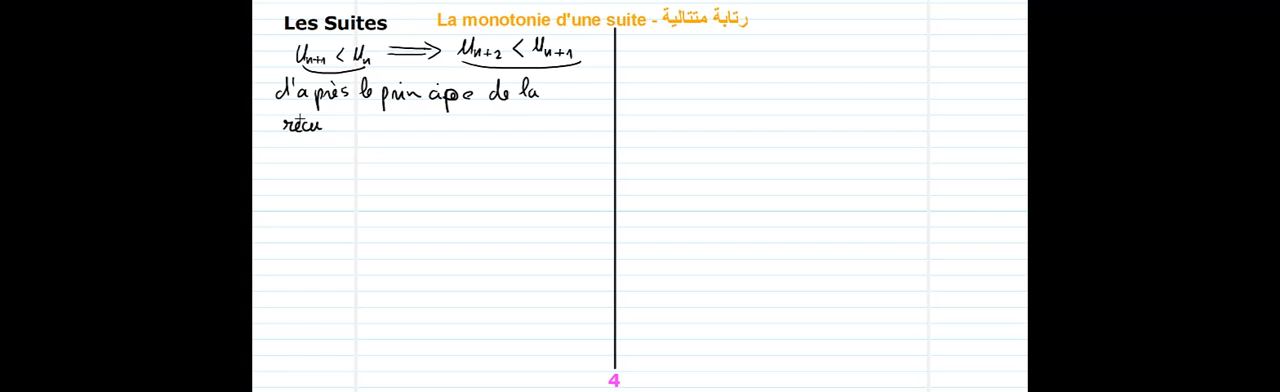 Les Suites
La monotonie d'une suite - رتابة متتالية
Uₙ₊₁ < Uₙ ⟹ Uₙ₊₂ < Uₙ₊₁
d'après le principe de la
récu
4